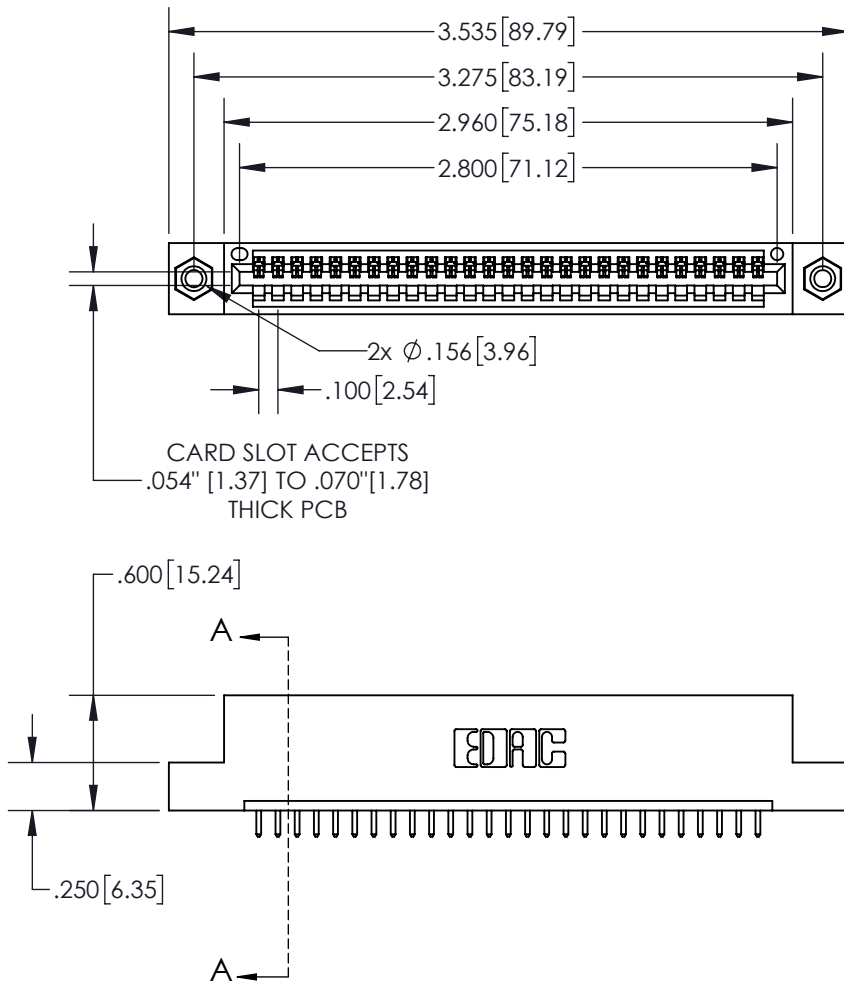 3.535[89.79]
3.275[83.19]
2.960[75.18]
2.800[71.12]
2x ∅.156[3.96]
.100[2.54]
CARD SLOT ACCEPTS
.054" [1.37] TO .070"[1.78]
THICK PCB
.600[15.24]
A
EDAC
.250[6.35]
A